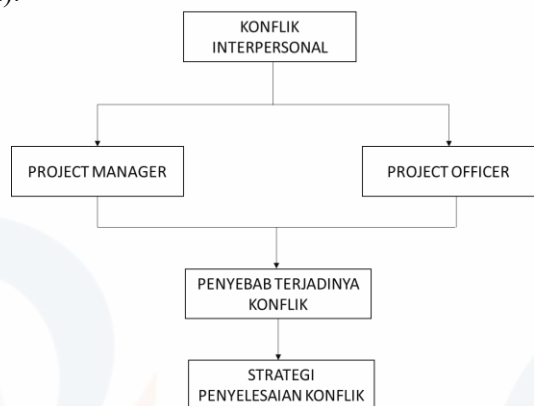 KONFLIK
INTERPERSONAL
PROJECT MANAGER
PROJECT OFFICER
PENYEBAB TERJADINYA
KONFLIK
STRATEGI
PENYELESAIAN KONFLIK